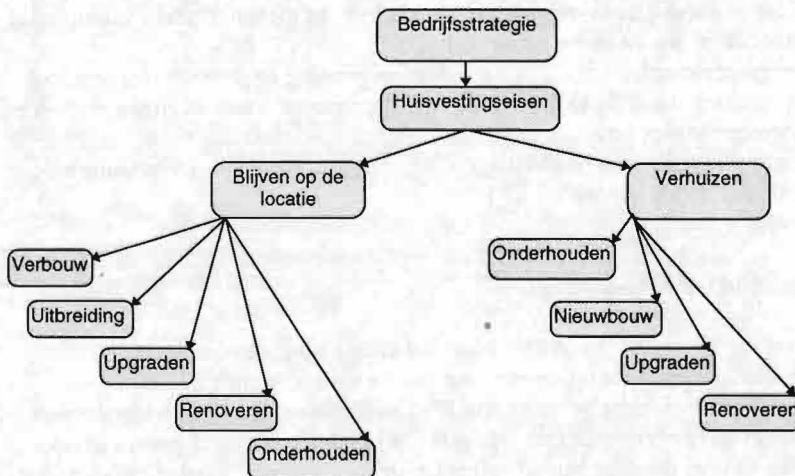 Bedrijfsstrategie
Huisvestingseisen
Blijven op de
locatie
Verhuizen
Verbouw
Uitbreiding
Upgraden
Renoveren
Onderhouden
Onderhouden
Nieuwbouw
Upgraden
Renoveren